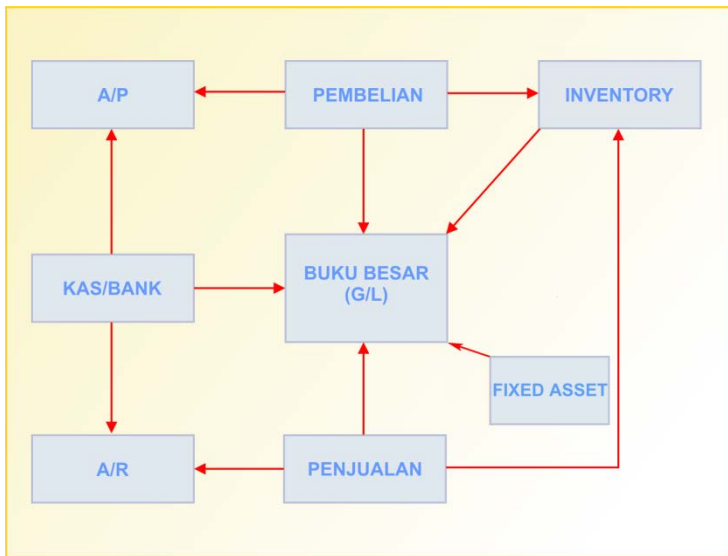 A/P
PEMBELIAN
INVENTORY
KAS/BANK
BUKU BESAR
(G/L)
FIXED ASSET
A/R
PENJUALAN